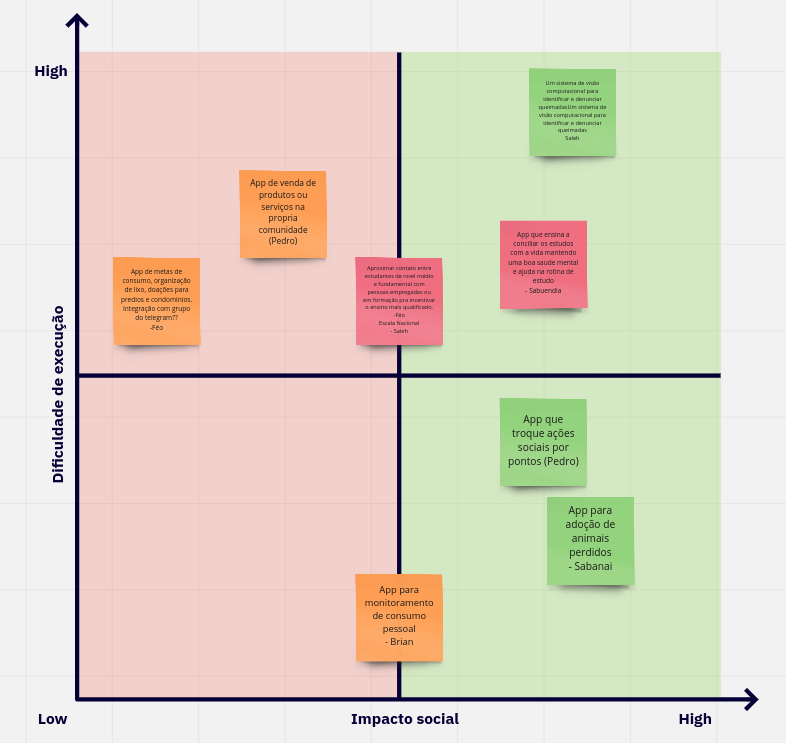 High
Um sistema de visão
computacional para
identificar e denunciar
queimadasUm sistema de
visão computacional para
identificar e denunciar
queimadas
Saleh
App de venda de
produtos ou
serviços na
propria
comunidade
(Pedro)
App que ensina a
conciliar os estudos
com a vida mantendo
uma boa saúde mental
e ajuda na rotina de
estudo
- Sabuendia
App de metas de
consumo, organização
de lixo, doações para
predios e condominios.
Integração com grupo
do telegram??
-Féo
Aproximar contato entre
estudantes de nível médio
e fundamental com
pessoas empregadas ou
em formação pra incentivar
o ensino mais qualificado.
-Féo
Escala Nacional
- Saleh
Dificuldade de execução
App que
troque ações
sociais por
pontos (Pedro)
App para
adoção de
animais
perdidos
- Sabanai
App para
monitoramento
de consumo
pessoal
- Brian
Low
Impacto social
High